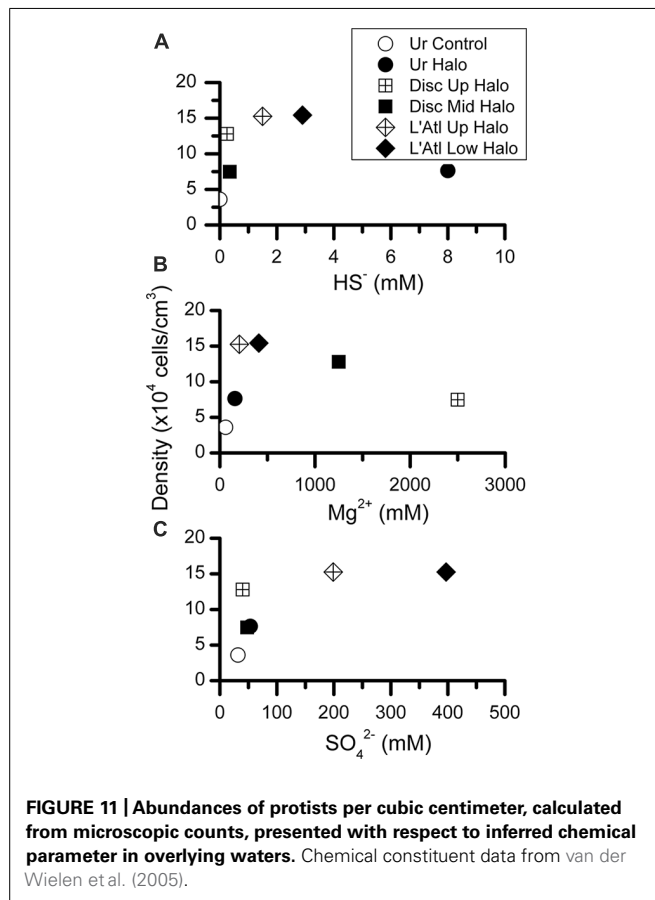 A
Ur Control
Ur Halo
Disc Up Halo
Disc Mid Halo
L'Atl Up Halo
L'Atl Low Halo
20
15
10
5
0
0 2 4 6 8 10
HS⁻ (mM)
B
20
15
10
5
0
0 1000 2000 3000
Mg²⁺ (mM)
Density (x10⁴ cells/cm³)
C
20
15
10
5
0
0 100 200 300 400 500
SO₄²⁻ (mM)
FIGURE 11 | Abundances of protists per cubic centimeter, calculated
from microscopic counts, presented with respect to inferred chemical
parameter in overlying waters. Chemical constituent data from van der
Wielen et al. (2005).